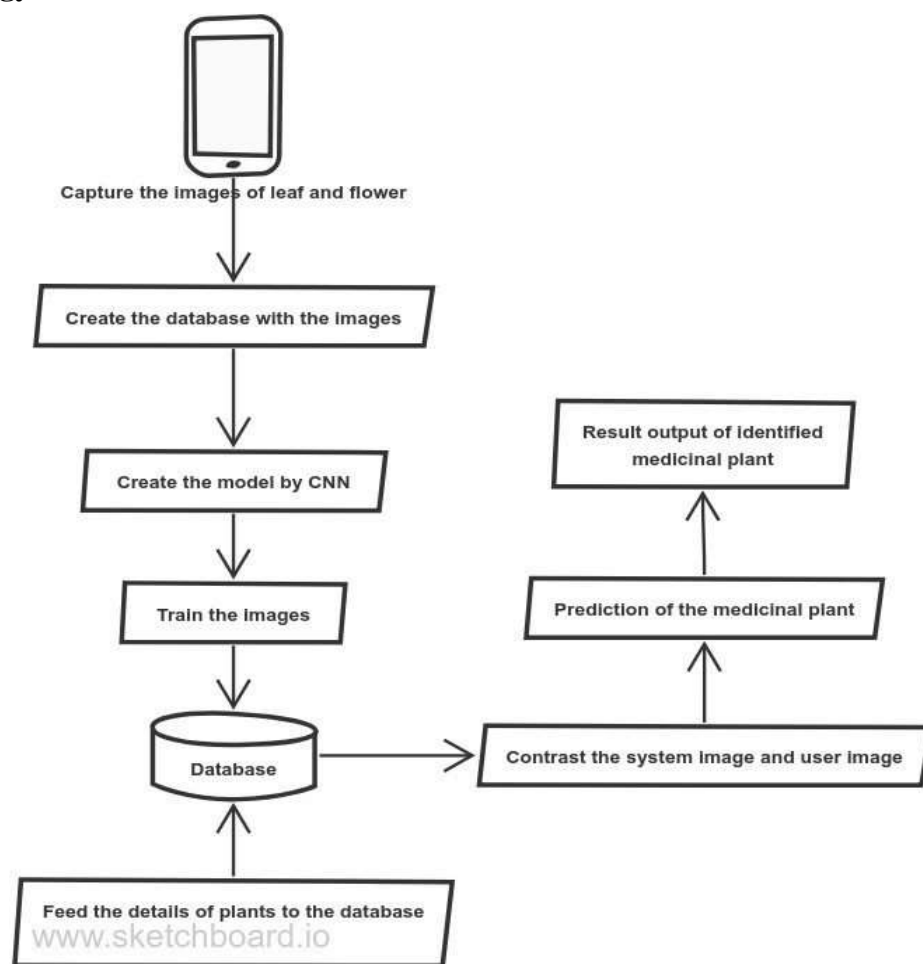 Capture the images of leaf and flower
Create the database with the images
Create the model by CNN
Train the images
Database
Feed the details of plants to the database
www.sketchboard.io
Result output of identified
medicinal plant
Prediction of the medicinal plant
Contrast the system image and user image